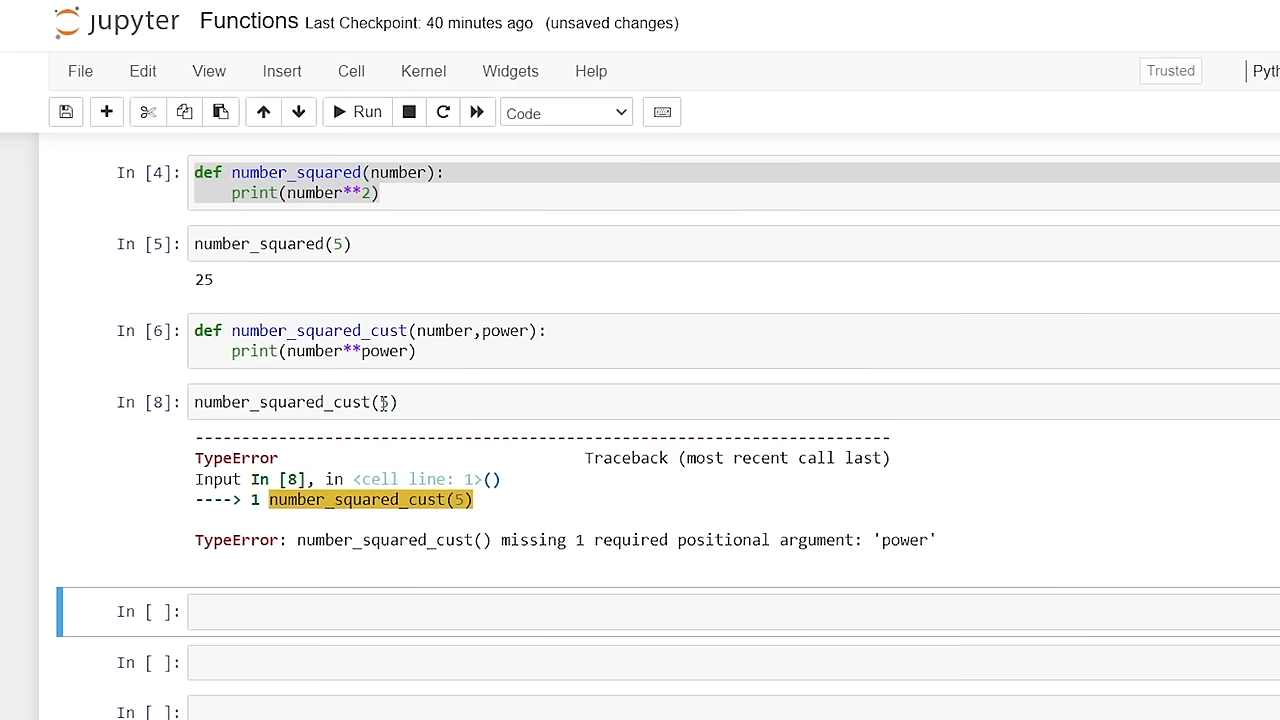 jupyter Functions Last Checkpoint: 40 minutes ago (unsaved changes)
File Edit View Insert Cell Kernel Widgets Help Trusted
Run Code
In [4]: def number_squared(number):
print(number**2)
In [5]: number_squared(5)
25
In [6]: def number_squared_cust(number,power):
print(number**power)
In [8]: number_squared_cust(5)
---------------------------------------------------------------------------
TypeError Traceback (most recent call last)
Input In [8], in <cell line: 1>()
----> 1 number_squared_cust(5)
TypeError: number_squared_cust() missing 1 required positional argument: 'power'
In [ ]:
In [ ]:
In [ ]: